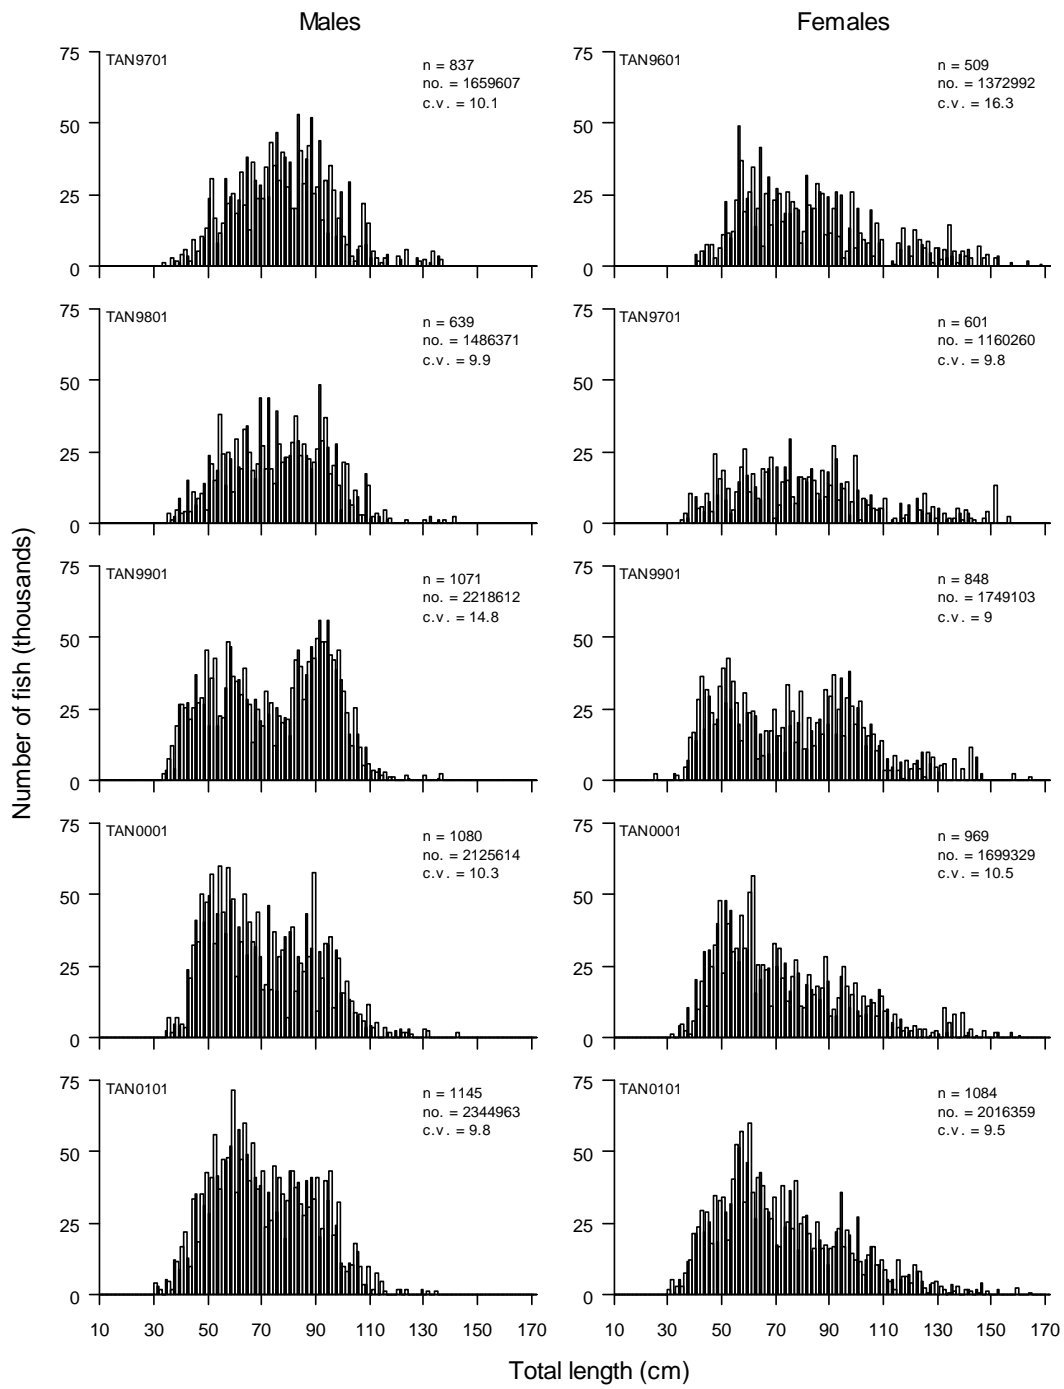 Males
Females
Number of fish (thousands)
75
50
25
0
TAN9701
n = 837
no. = 1659607
c.v. = 10.1
75
50
25
0
TAN9601
n = 509
no. = 1372992
c.v. = 16.3
75
50
25
0
TAN9801
n = 639
no. = 1486371
c.v. = 9.9
75
50
25
0
TAN9701
n = 601
no. = 1160260
c.v. = 9.8
75
50
25
0
TAN9901
n = 1071
no. = 2218612
c.v. = 14.8
75
50
25
0
TAN9901
n = 848
no. = 1749103
c.v. = 9
75
50
25
0
TAN0001
n = 1080
no. = 2125614
c.v. = 10.3
75
50
25
0
TAN0001
n = 969
no. = 1699329
c.v. = 10.5
75
50
25
0
TAN0101
n = 1145
no. = 2344963
c.v. = 9.8
75
50
25
0
TAN0101
n = 1084
no. = 2016359
c.v. = 9.5
10 30 50 70 90 110 130 150 170
10 30 50 70 90 110 130 150 170
Total length (cm)